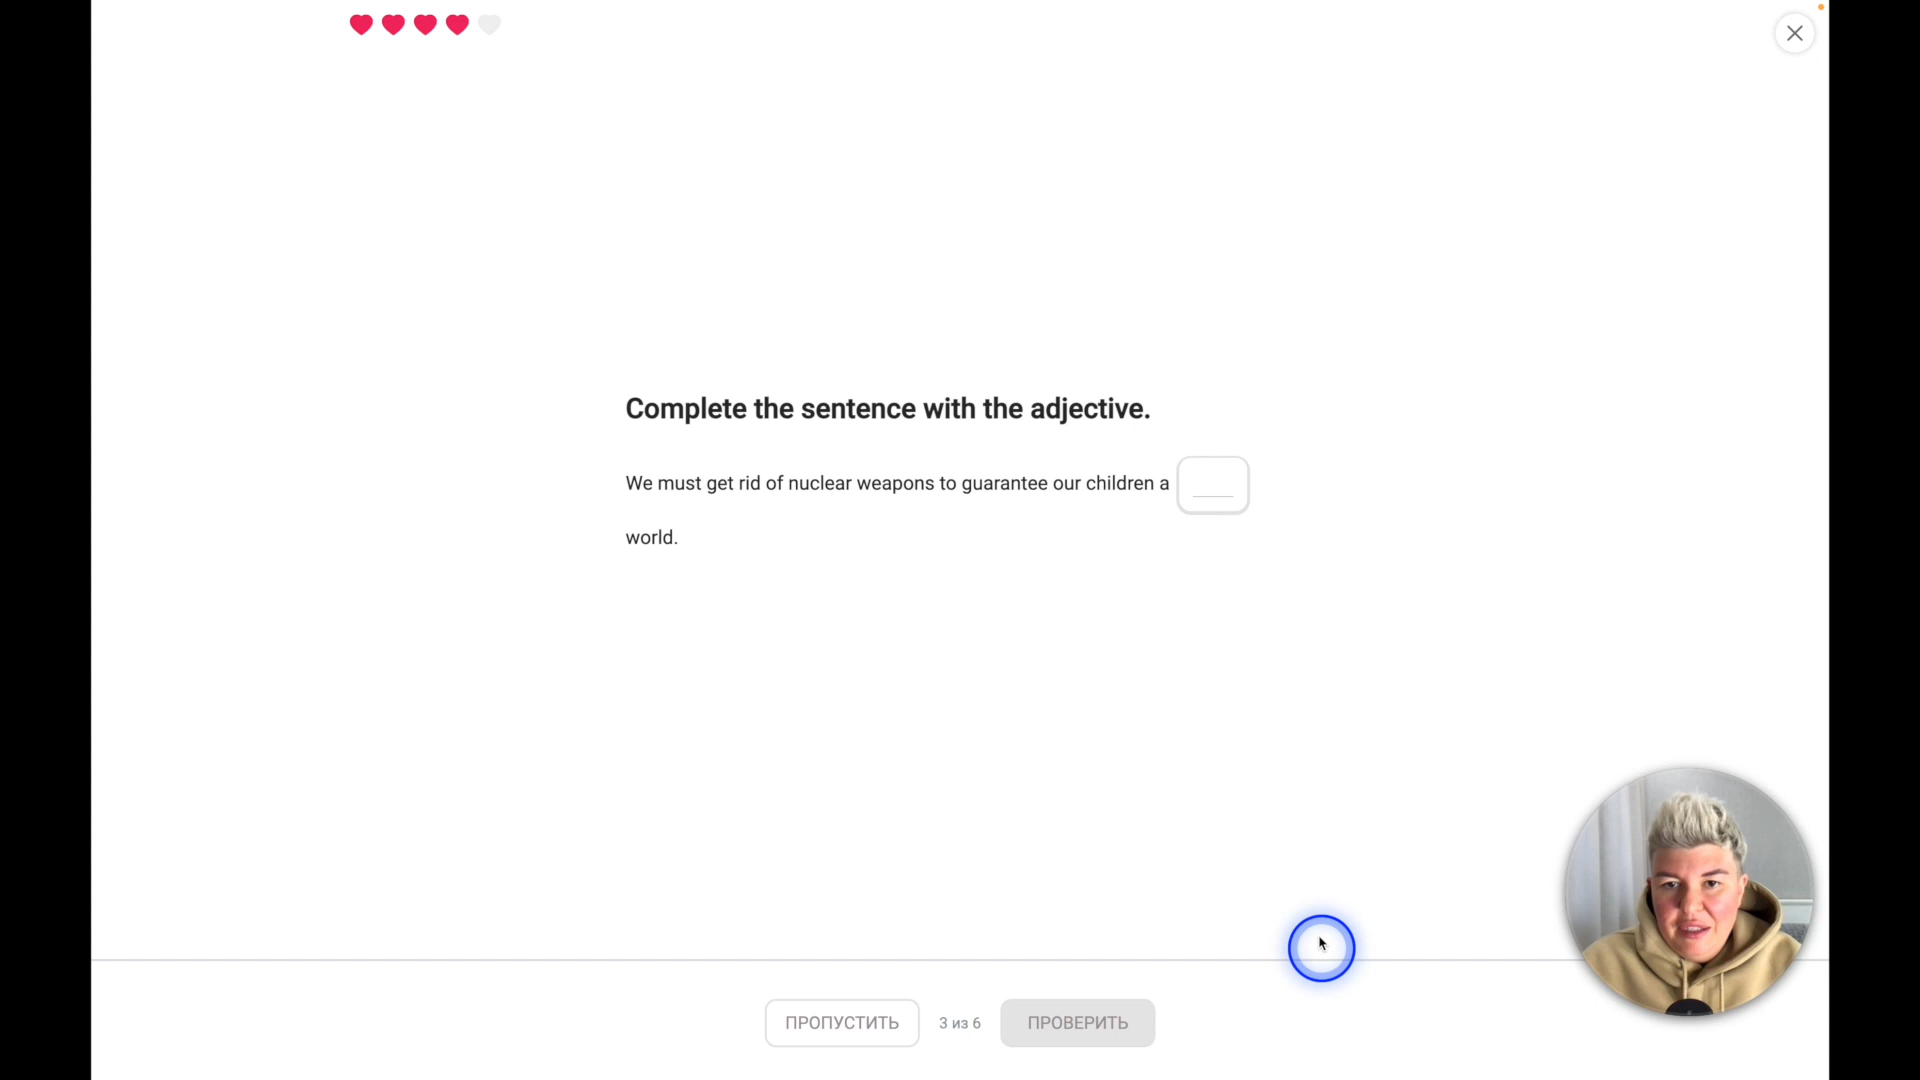 Complete the sentence with the adjective.
We must get rid of nuclear weapons to guarantee our children a ____
world.
ПРОПУСТИТЬ
3 из 6
ПРОВЕРИТЬ